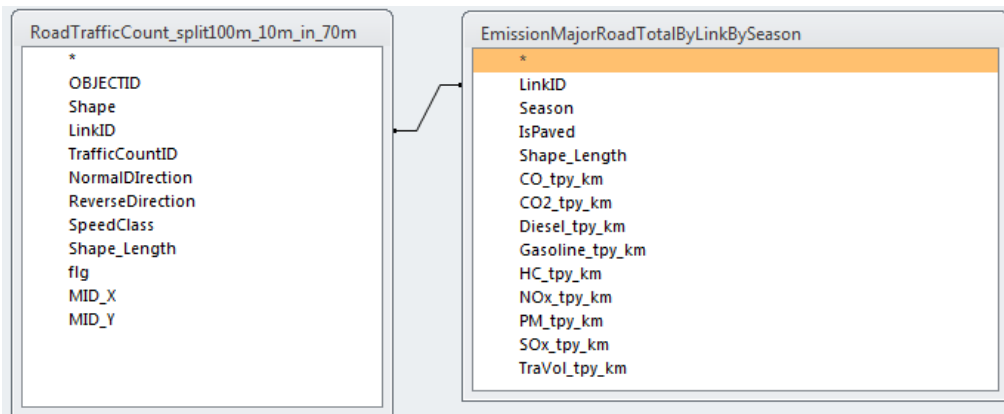 RoadTrafficCount_split100m_10m_in_70m
*
OBJECTID
Shape
LinkID
TrafficCountID
NormalDIrection
ReverseDirection
SpeedClass
Shape_Length
flg
MID_X
MID_Y
EmissionMajorRoadTotalByLinkBySeason
*
LinkID
Season
IsPaved
Shape_Length
CO_tpy_km
CO2_tpy_km
Diesel_tpy_km
Gasoline_tpy_km
HC_tpy_km
NOx_tpy_km
PM_tpy_km
SOx_tpy_km
TraVol_tpy_km